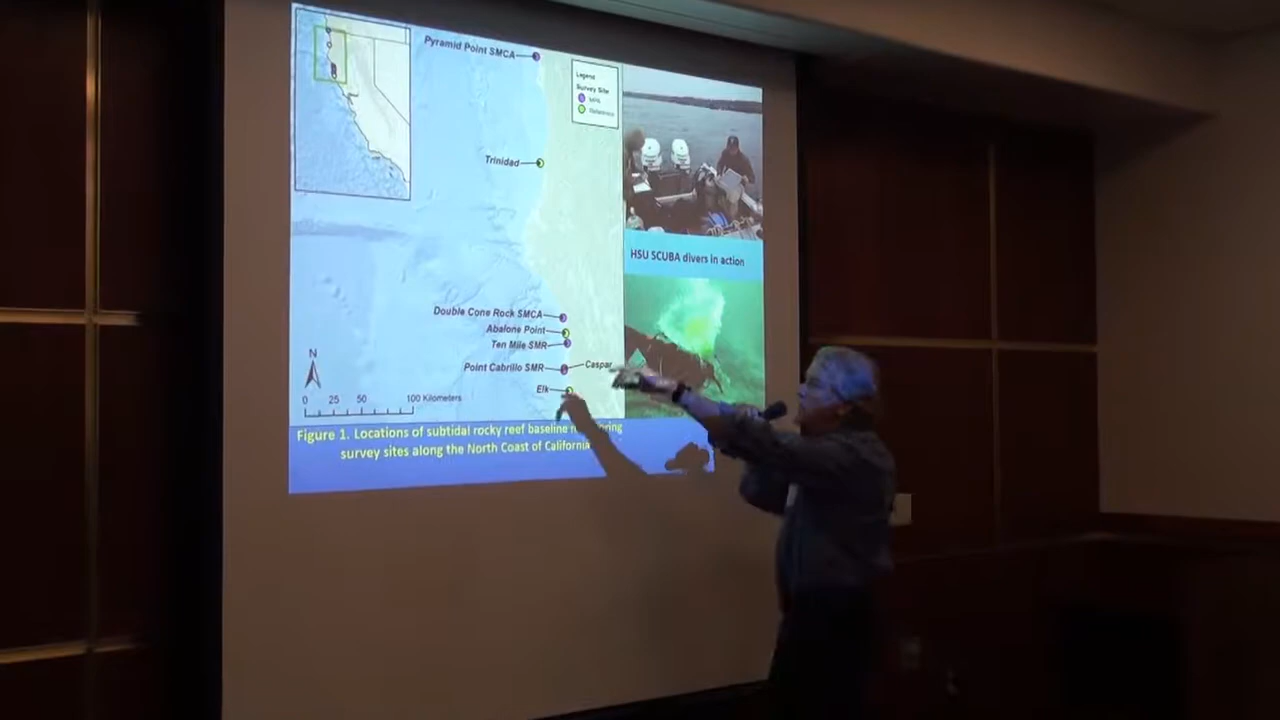 Pyramid Point SMCA
Legend
Survey Site
MPA
Reference
Trinidad
HSU SCUBA divers in action
Double Cone Rock SMCA
Abalone Point
Ten Mile SMR
Point Cabrillo SMR
Caspar
Elk
N
0 25 50 100 Kilometers
Figure 1. Locations of subtidal rocky reef baseline
survey sites along the North Coast of California